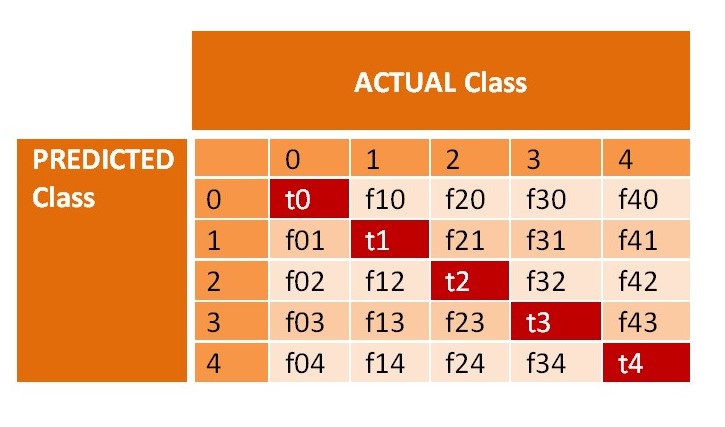 ACTUAL Class
PREDICTED
Class
0 1 2 3 4
0 t0 f10 f20 f30 f40
1 f01 t1 f21 f31 f41
2 f02 f12 t2 f32 f42
3 f03 f13 f23 t3 f43
4 f04 f14 f24 f34 t4